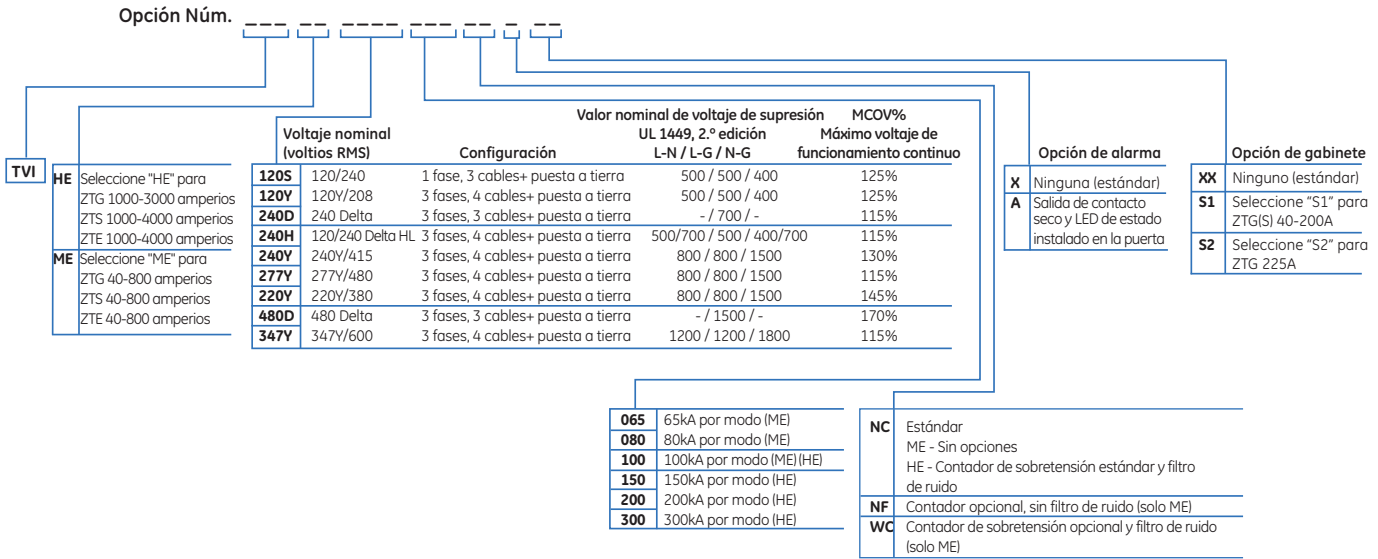 Opción Núm. _ _ _ _ _ _ _ _ _ _ _ _ _ _ _ _ _
TVI
HE Seleccione "HE" para
ZTG 1000-3000 amperios
ZTS 1000-4000 amperios
ZTE 1000-4000 amperios
ME Seleccione "ME" para
ZTG 40-800 amperios
ZTS 40-800 amperios
ZTE 40-800 amperios
Valor nominal de voltaje de supresión MCOV%
Voltaje nominal UL 1449, 2.º edición Máximo voltaje de
(voltios RMS) Configuración L-N / L-G / N-G funcionamiento continuo
120S 120/240 1 fase, 3 cables+ puesta a tierra 500 / 500 / 400 125%
120Y 120Y/208 3 fases, 4 cables+ puesta a tierra 500 / 500 / 400 125%
240D 240 Delta 3 fases, 3 cables+ puesta a tierra - / 700 / - 115%
240H 120/240 Delta HL 3 fases, 4 cables+ puesta a tierra 500/700 / 500 / 400/700 115%
240Y 240Y/415 3 fases, 4 cables+ puesta a tierra 800 / 800 / 1500 130%
277Y 277Y/480 3 fases, 4 cables+ puesta a tierra 800 / 800 / 1500 115%
220Y 220Y/380 3 fases, 4 cables+ puesta a tierra 800 / 800 / 1500 145%
480D 480 Delta 3 fases, 3 cables+ puesta a tierra - / 1500 / - 170%
347Y 347Y/600 3 fases, 4 cables+ puesta a tierra 1200 / 1200 / 1800 115%
Opción de alarma
X Ninguna (estándar)
A Salida de contacto
seco y LED de estado
instalado en la puerta
Opción de gabinete
XX Ninguno (estándar)
S1 Seleccione "S1" para
ZTG(S) 40-200A
S2 Seleccione "S2" para
ZTG 225A
065 65kA por modo (ME)
080 80kA por modo (ME)
100 100kA por modo (ME)(HE)
150 150kA por modo (HE)
200 200kA por modo (HE)
300 300kA por modo (HE)
NC Estándar
ME - Sin opciones
HE - Contador de sobretensión estándar y filtro
de ruido
NF Contador opcional, sin filtro de ruido (solo ME)
WC Contador de sobretensión opcional y filtro de ruido
(solo ME)